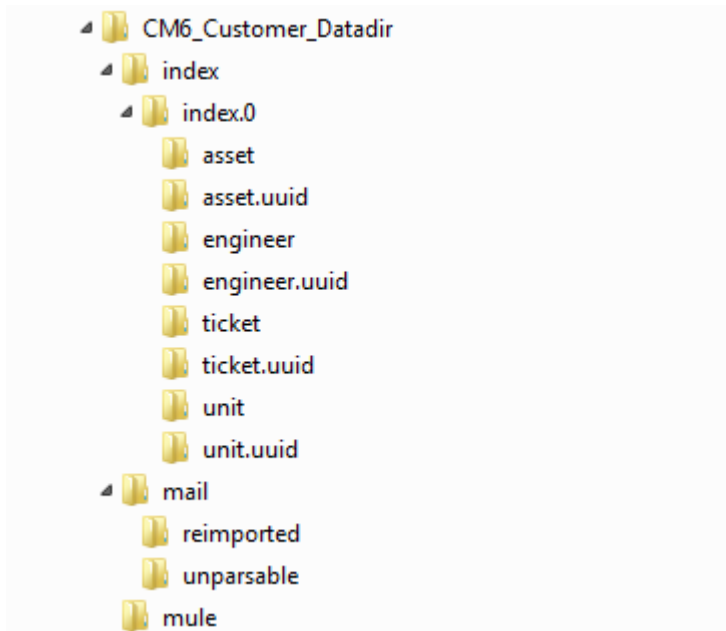 CM6_Customer_Datadir
index
index.0
asset
asset.uuid
engineer
engineer.uuid
ticket
ticket.uuid
unit
unit.uuid
mail
reimported
unparsable
mule